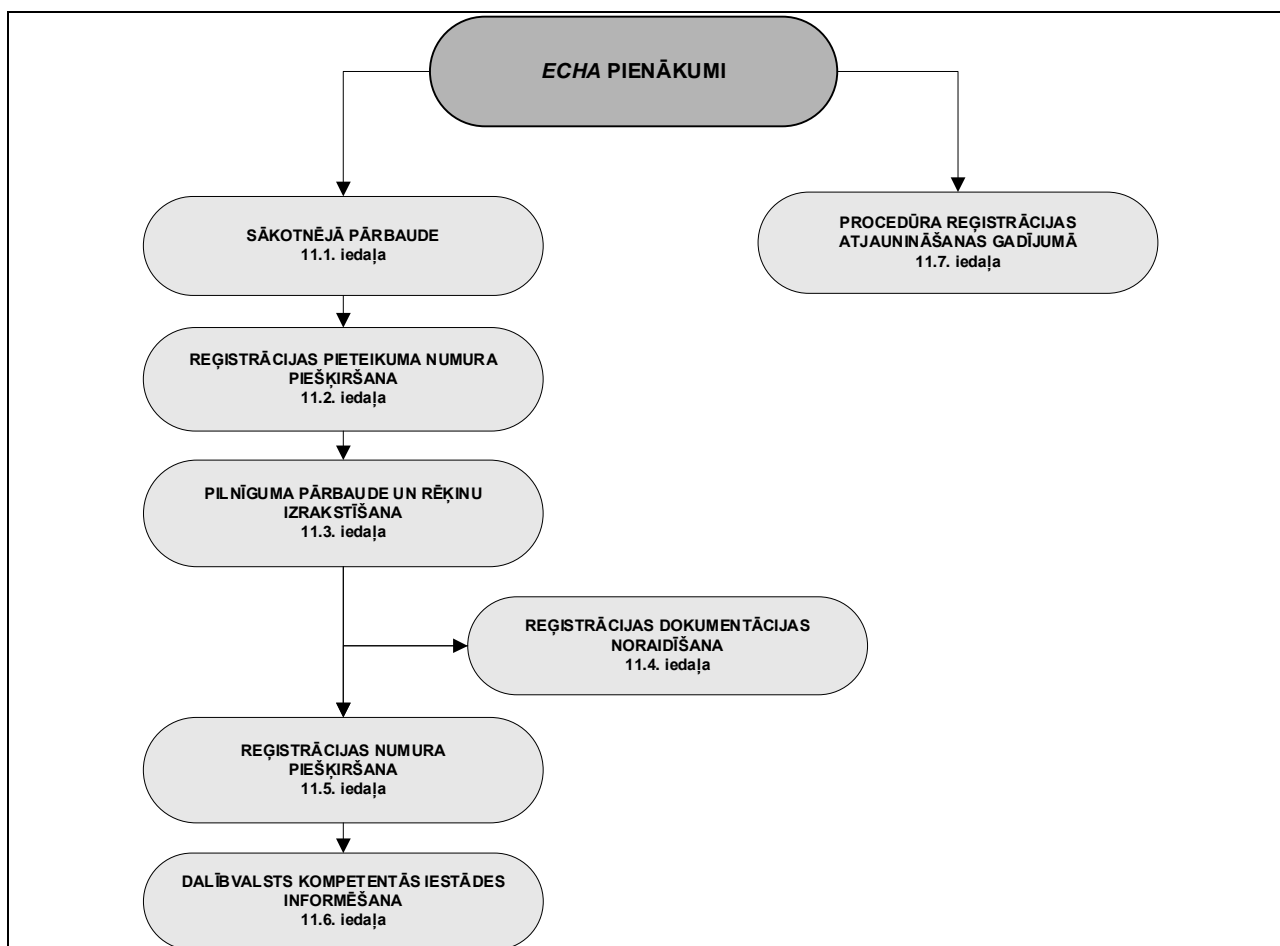 ECHA PIENĀKUMI
SĀKOTNĒJĀ PĀRBAUDE
11.1. iedaļa
PROCEDŪRA REĢISTRĀCIJAS
ATJAUNINĀŠANAS GADĪJUMĀ
11.7. iedaļa
REĢISTRĀCIJAS PIETEIKUMA NUMURA
PIEŠĶIRŠANA
11.2. iedaļa
PILNĪGUMA PĀRBAUDE UN RĒĶINU
IZRAKSTĪŠANA
11.3. iedaļa
REĢISTRĀCIJAS DOKUMENTĀCIJAS
NORAIDĪŠANA
11.4. iedaļa
REĢISTRĀCIJAS NUMURA
PIEŠĶIRŠANA
11.5. iedaļa
DALĪBVALSTS KOMPETENTĀS IESTĀDES
INFORMĒŠANA
11.6. iedaļa